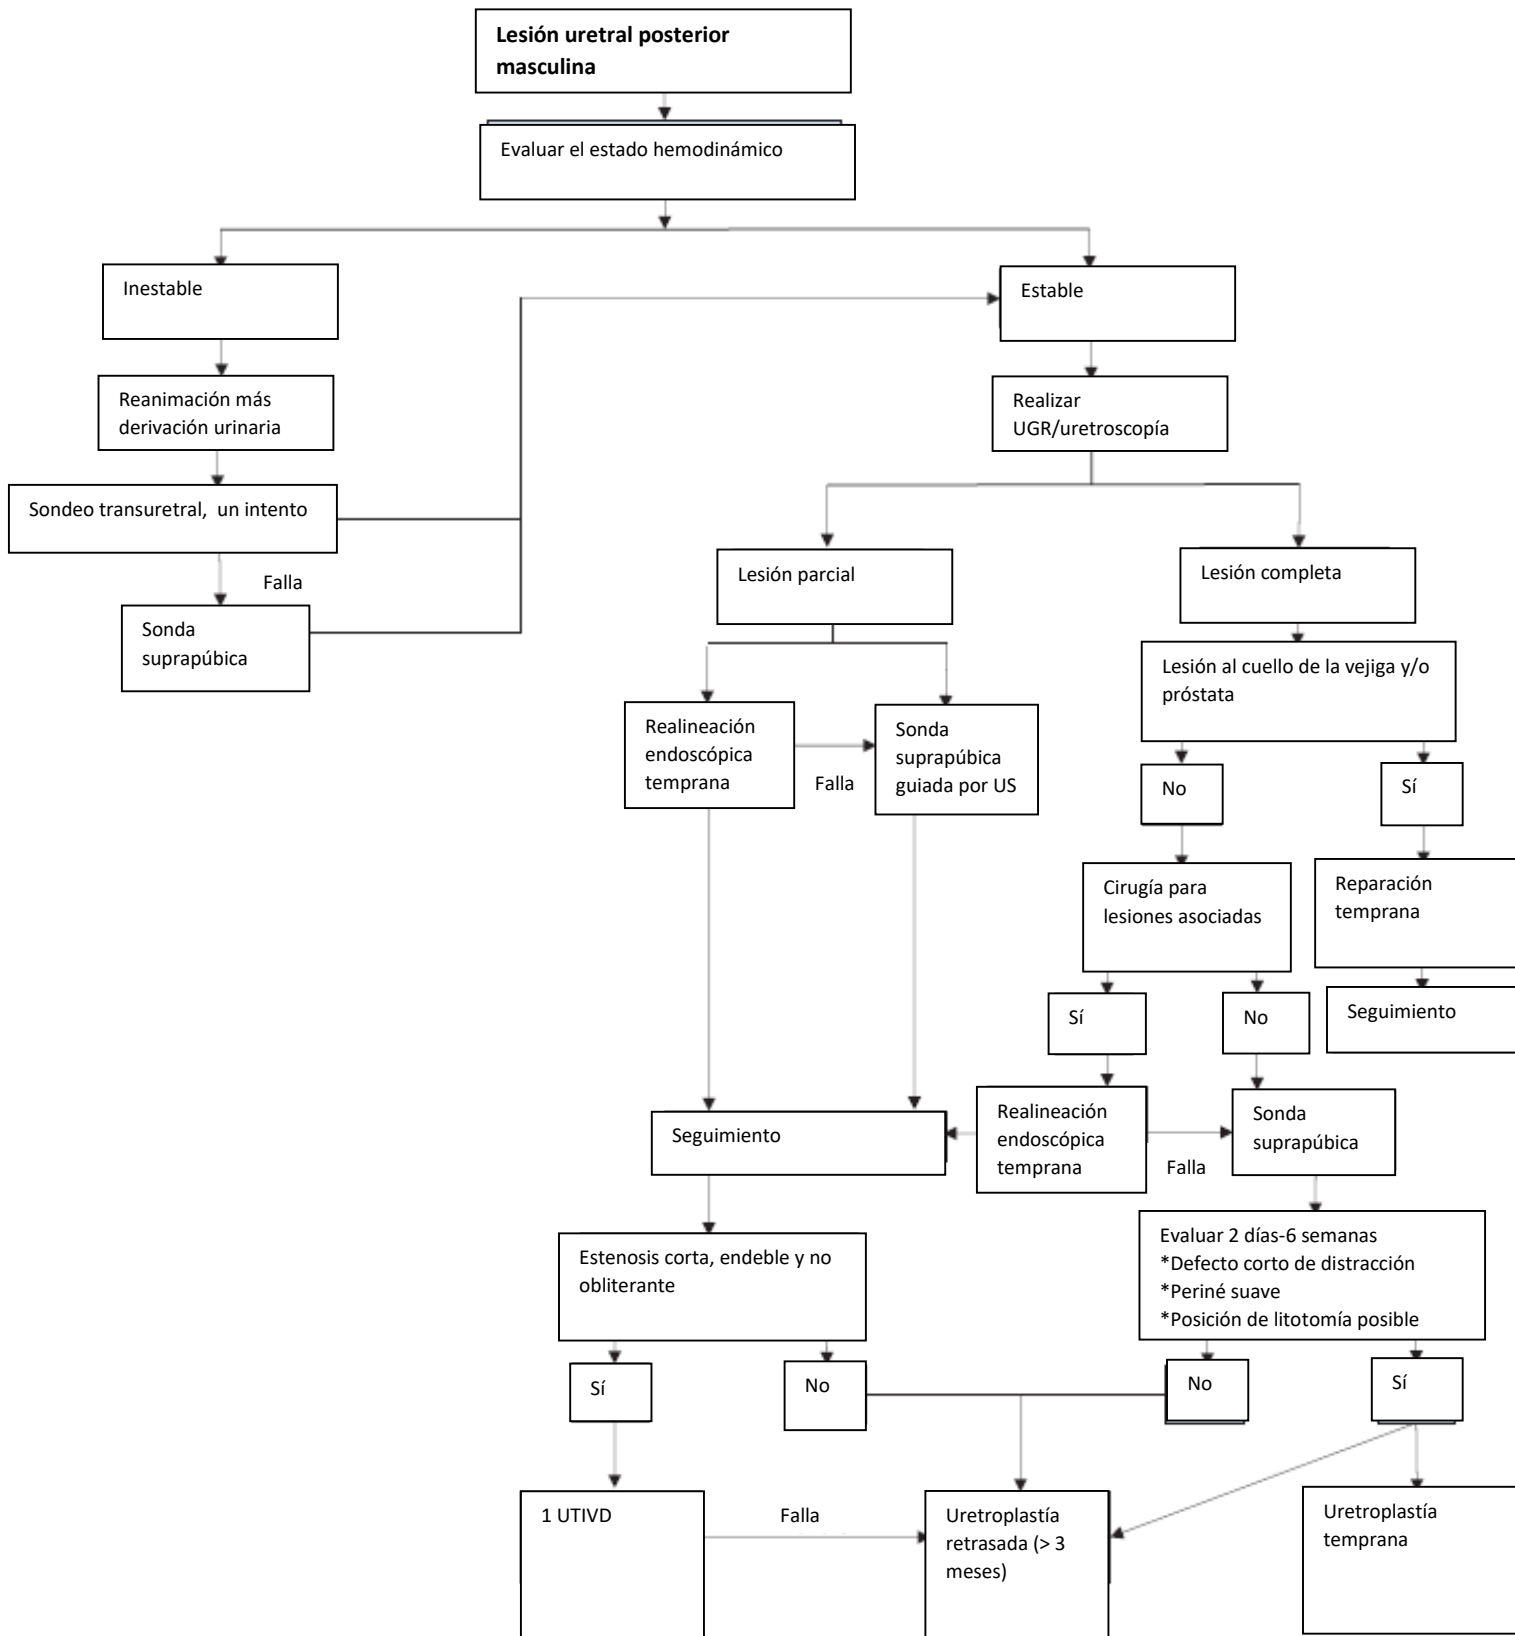 Lesión uretral posterior
masculina
Evaluar el estado hemodinámico
Inestable
Estable
Reanimación más
derivación urinaria
Realizar
UGR/uretroscopía
Sondeo transuretral,  un intento
Falla
Sonda
suprapúbica
Lesión parcial
Lesión completa
Lesión al cuello de la vejiga y/o
próstata
Realineación
endoscópica
temprana
Falla
Sonda
suprapúbica
guiada por US
No
Sí
Cirugía para
lesiones asociadas
Reparación
temprana
Sí
No
Seguimiento
Seguimiento
Realineación
endoscópica
temprana
Falla
Sonda
suprapúbica
Estenosis corta, endeble y no
obliterante
Evaluar 2 días-6 semanas
*Defecto corto de distracción
*Periné suave
*Posición de litotomía posible
Sí
No
No
Sí
1 UTIVD
Falla
Uretroplastía
retrasada (> 3
meses)
Uretroplastía
temprana